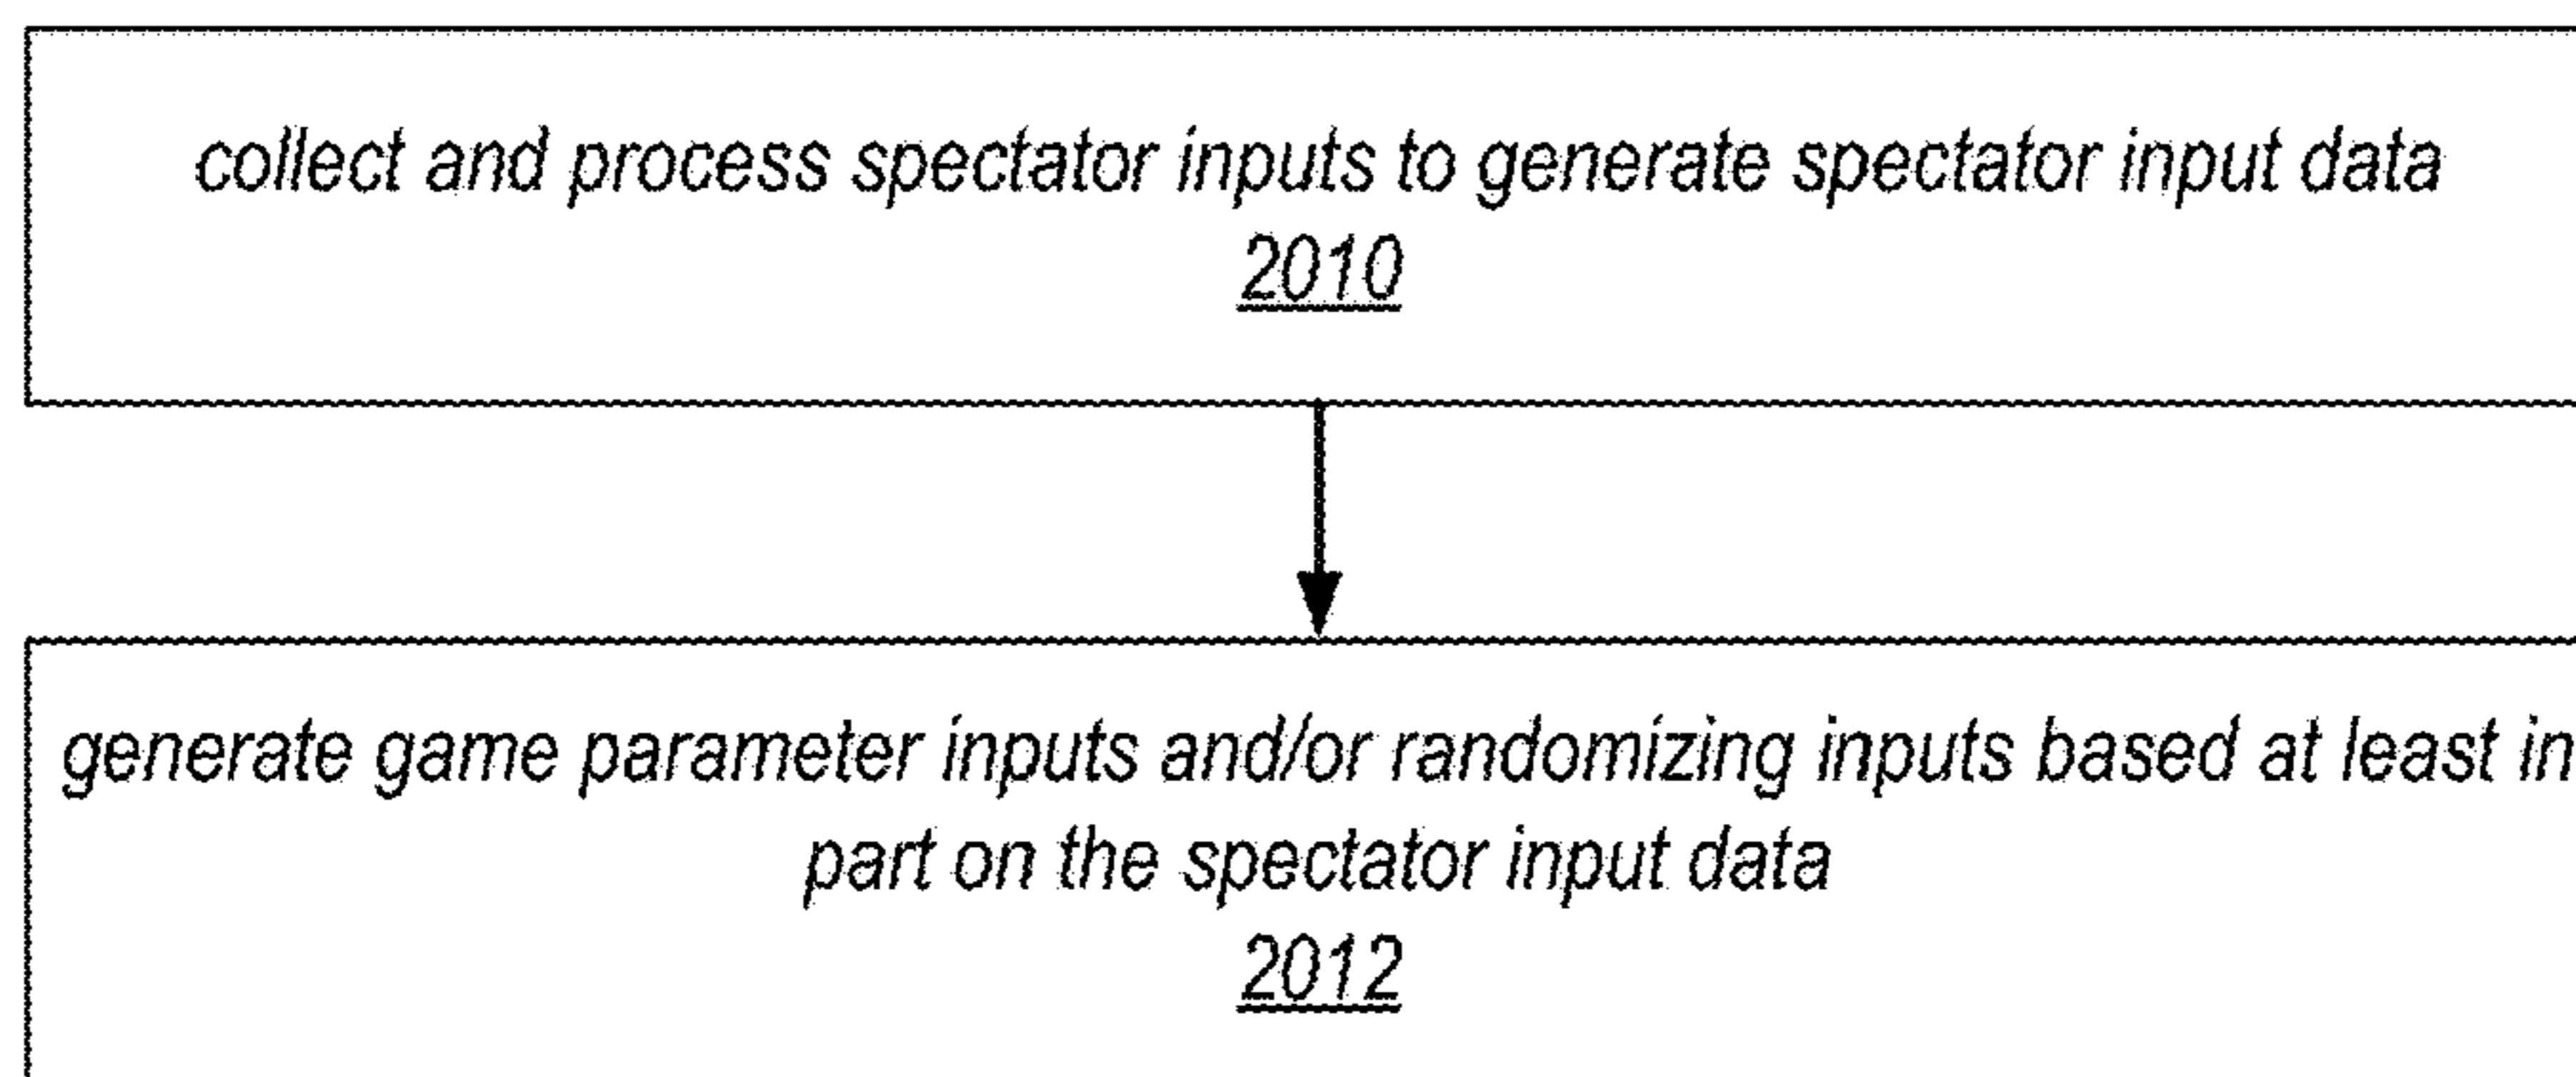 collect and process spectator inputs to generate spectator input data
2010
generate game parameter inputs and/or randomizing inputs based at least in
part on the spectator input data
2012